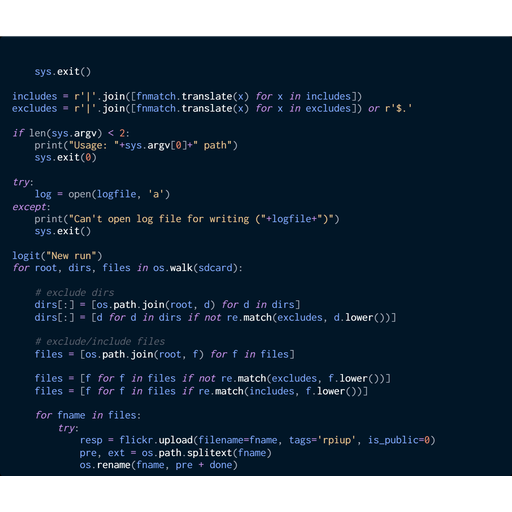 sys.exit()
includes = r'|'.join([fnmatch.translate(x) for x in includes])
excludes = r'|'.join([fnmatch.translate(x) for x in excludes]) or r'$.'
if len(sys.argv) < 2:
print("Usage: "+sys.argv[0]+" path")
sys.exit(0)
try:
log = open(logfile, 'a')
except:
print("Can't open log file for writing ("+logfile+")")
sys.exit()
logit("New run")
for root, dirs, files in os.walk(sdcard):
# exclude dirs
dirs[:] = [os.path.join(root, d) for d in dirs]
dirs[:] = [d for d in dirs if not re.match(excludes, d.lower())]
# exclude/include files
files = [os.path.join(root, f) for f in files]
files = [f for f in files if not re.match(excludes, f.lower())]
files = [f for f in files if re.match(includes, f.lower())]
for fname in files:
try:
resp = flickr.upload(filename=fname, tags='rpiup', is_public=0)
pre, ext = os.path.splitext(fname)
os.rename(fname, pre + done)